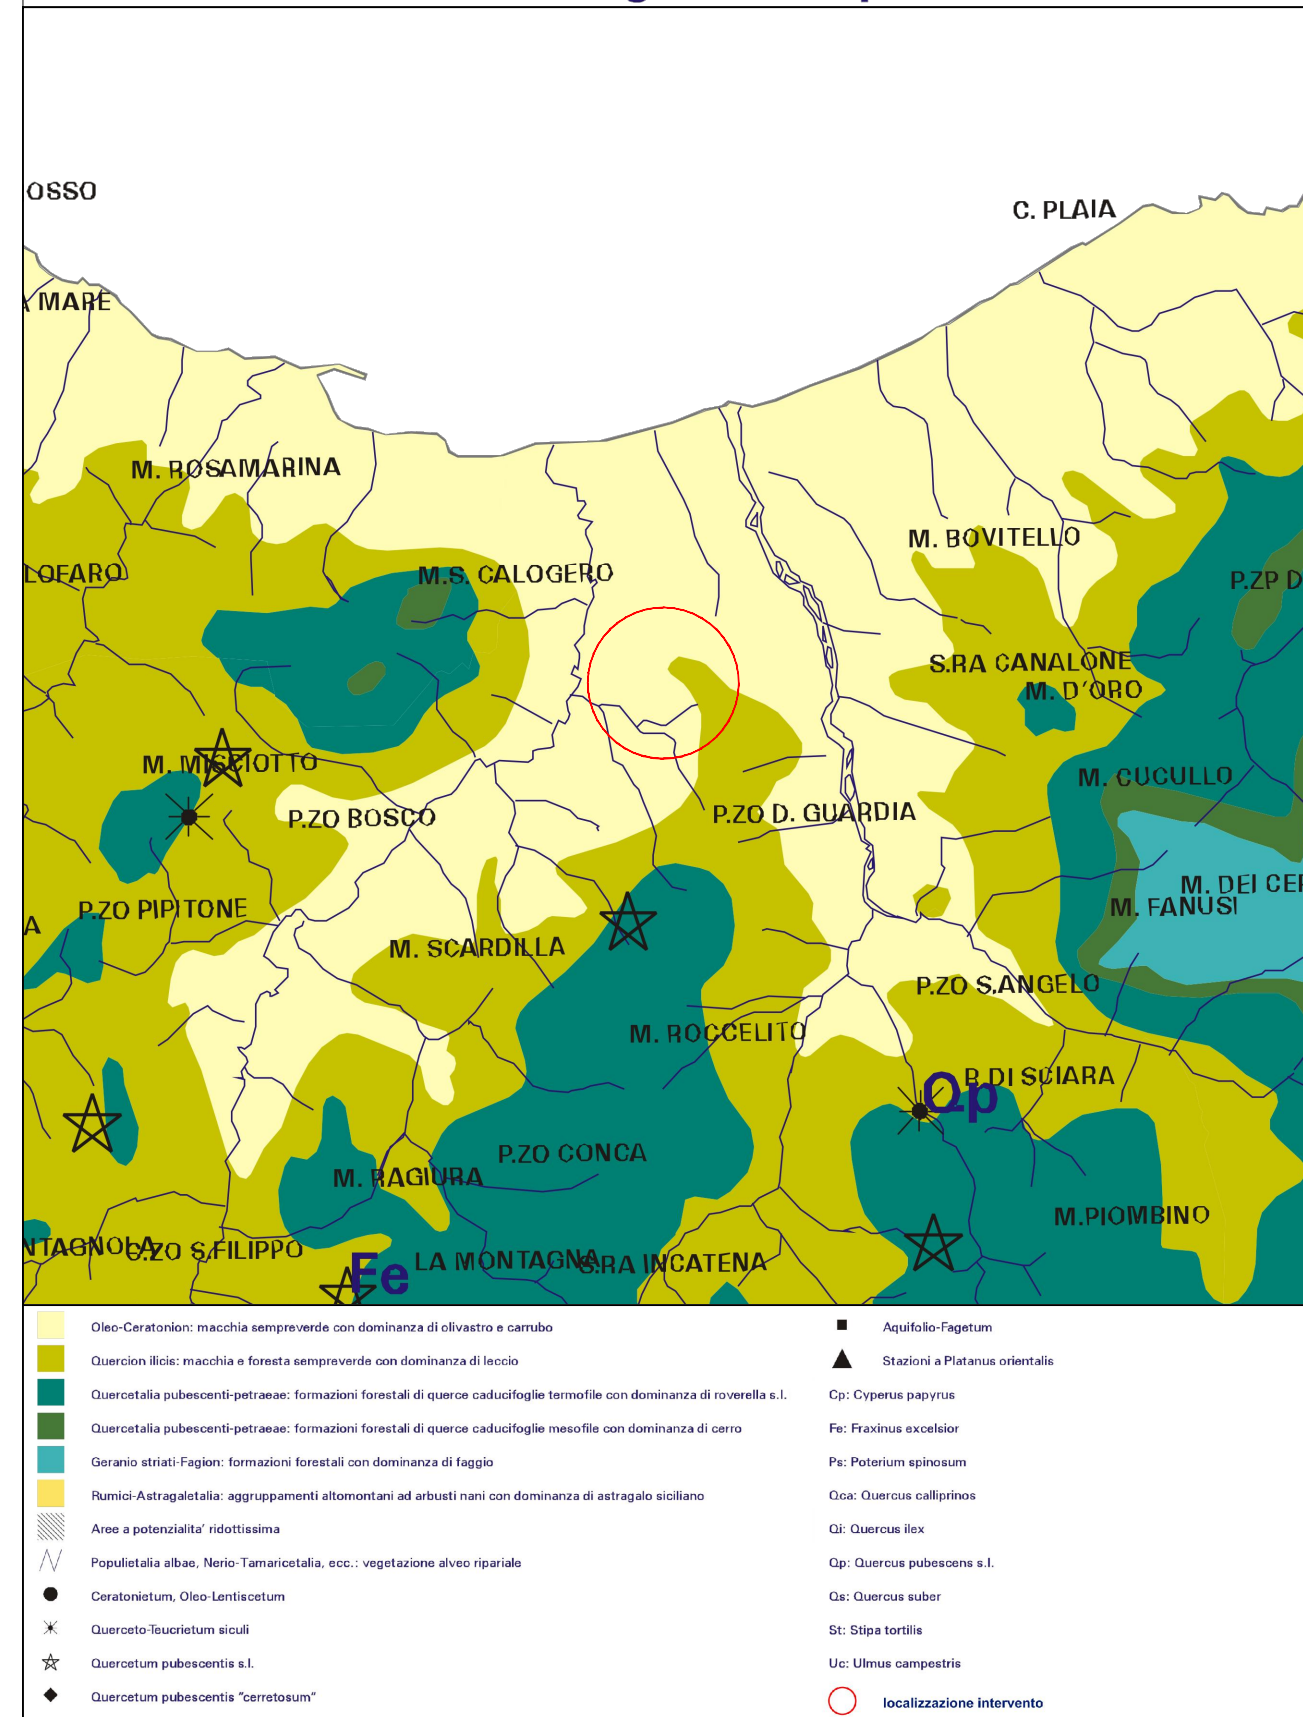 OSSO
C. PLAIA
A MARE
M. ROSAMARINA
M. BOVITELLO
LOFARO
M.S. CALOGERO
P.ZP D
S.RA CANALONE
M. D'ORO
M. MISCIOTTO
M. CUCULLO
P.ZO BOSCO
P.ZO D. GUARDIA
M. DEI CER
P.ZO PIPITONE
M. FANUSI
A
M. SCARDILLA
P.ZO S.ANGELO
M. ROCCELITO
B.DI SCIARA
Qp
P.ZO CONCA
M. RAGIURA
M.PIOMBINO
NTAGNOLA
C.ZO S.FILIPPO
LA MONTAGNA
S.RA INCATENA
Fe
Oleo-Ceratonion: macchia sempreverde con dominanza di olivastro e carrubo
Quercion ilicis: macchia e foresta sempreverde con dominanza di leccio
Quercetalia pubescenti-petraeae: formazioni forestali di querce caducifoglie termofile con dominanza di roverella s.l.
Quercetalia pubescenti-petraeae: formazioni forestali di querce caducifoglie mesofile con dominanza di cerro
Geranio striati-Fagion: formazioni forestali con dominanza di faggio
Rumici-Astragaletalia: aggruppamenti altomontani ad arbusti nani con dominanza di astragalo siciliano
Aree a potenzialita' ridottissima
Populietalia albae, Nerio-Tamaricetalia, ecc.: vegetazione alveo ripariale
Ceratonietum, Oleo-Lentiscetum
Querceto-Teucrietum siculi
Quercetum pubescentis s.l.
Quercetum pubescentis "cerretosum"
Aquifolio-Fagetum
Stazioni a Platanus orientalis
Cp: Cyperus papyrus
Fe: Fraxinus excelsior
Ps: Poterium spinosum
Qca: Quercus calliprinos
Qi: Quercus ilex
Qp: Quercus pubescens s.l.
Qs: Quercus suber
St: Stipa tortilis
Uc: Ulmus campestris
localizzazione intervento